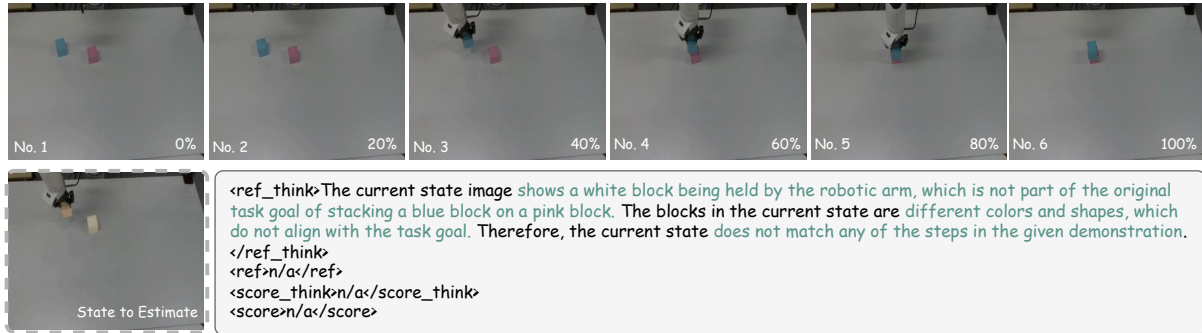 No. 1 0% No. 2 20% No. 3 40% No. 4 60% No. 5 80% No. 6 100%
<ref_think>The current state image shows a white block being held by the robotic arm, which is not part of the original
task goal of stacking a blue block on a pink block. The blocks in the current state are different colors and shapes, which
do not align with the task goal. Therefore, the current state does not match any of the steps in the given demonstration.
</ref_think>
<ref>n/a</ref>
<score_think>n/a</score_think>
<score>n/a</score>
State to Estimate